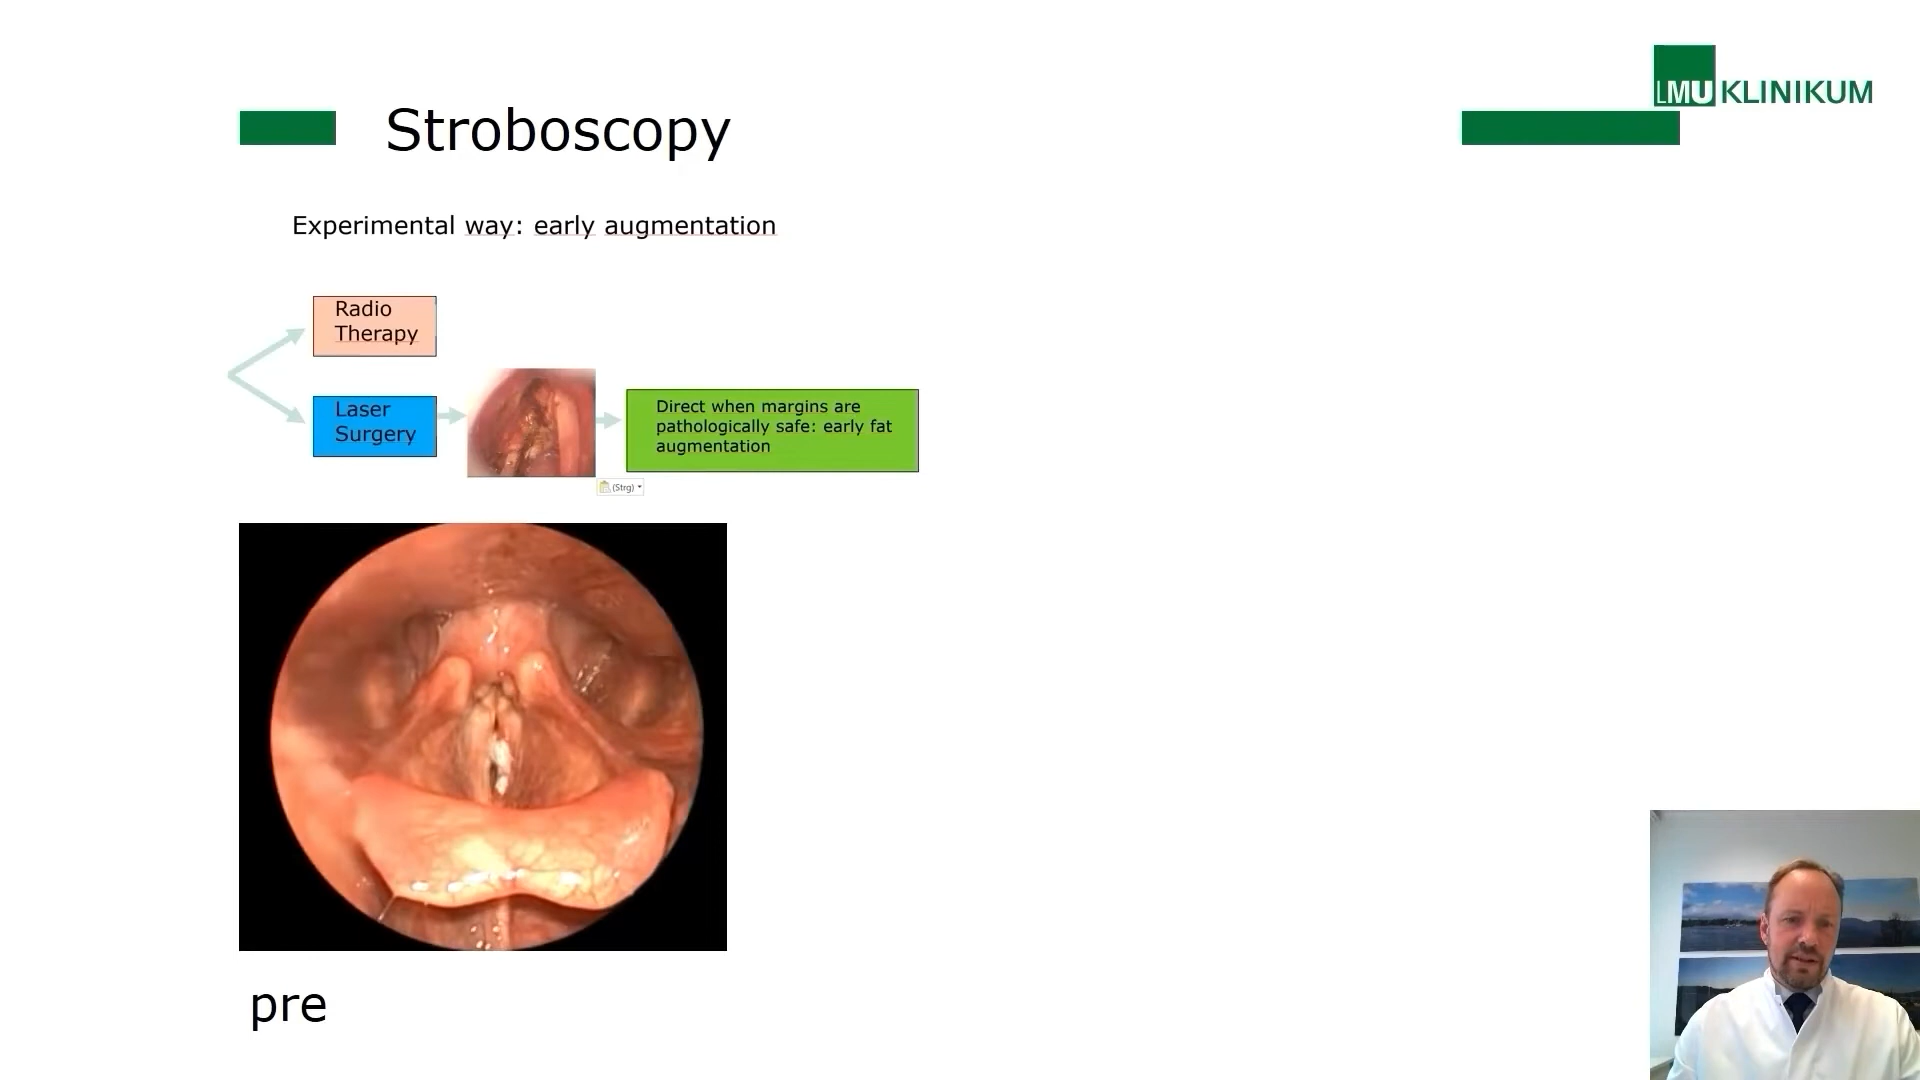 LMU KLINIKUM
Stroboscopy
Experimental way: early augmentation
Radio
Therapy
Laser
Surgery
Direct when margins are
pathologically safe: early fat
augmentation
(Strg)
pre